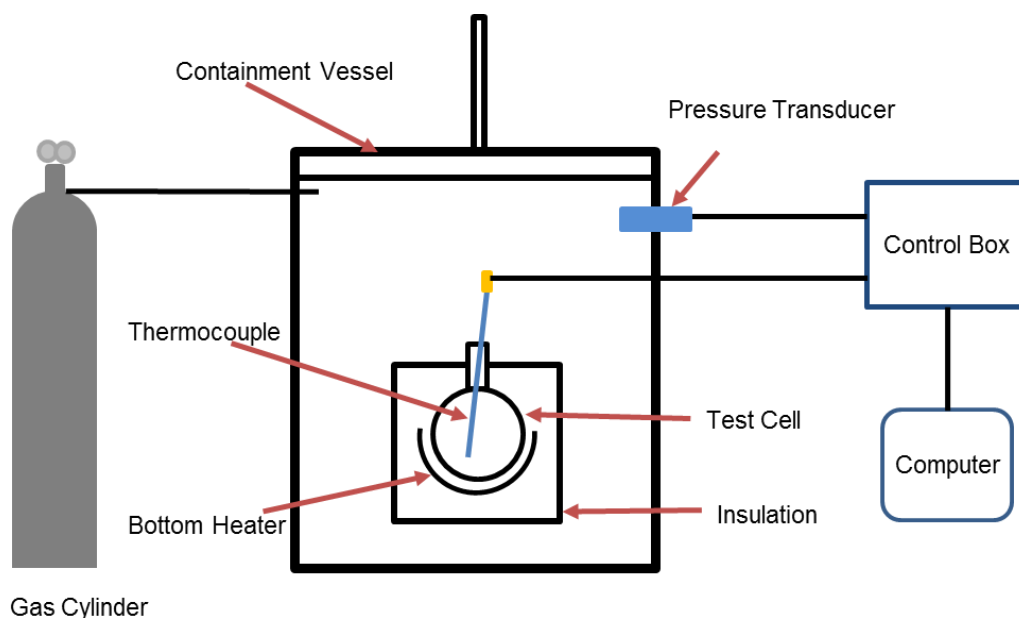 Containment Vessel
Pressure Transducer
Control Box
Thermocouple
Test Cell
Computer
Bottom Heater
Insulation
Gas Cylinder